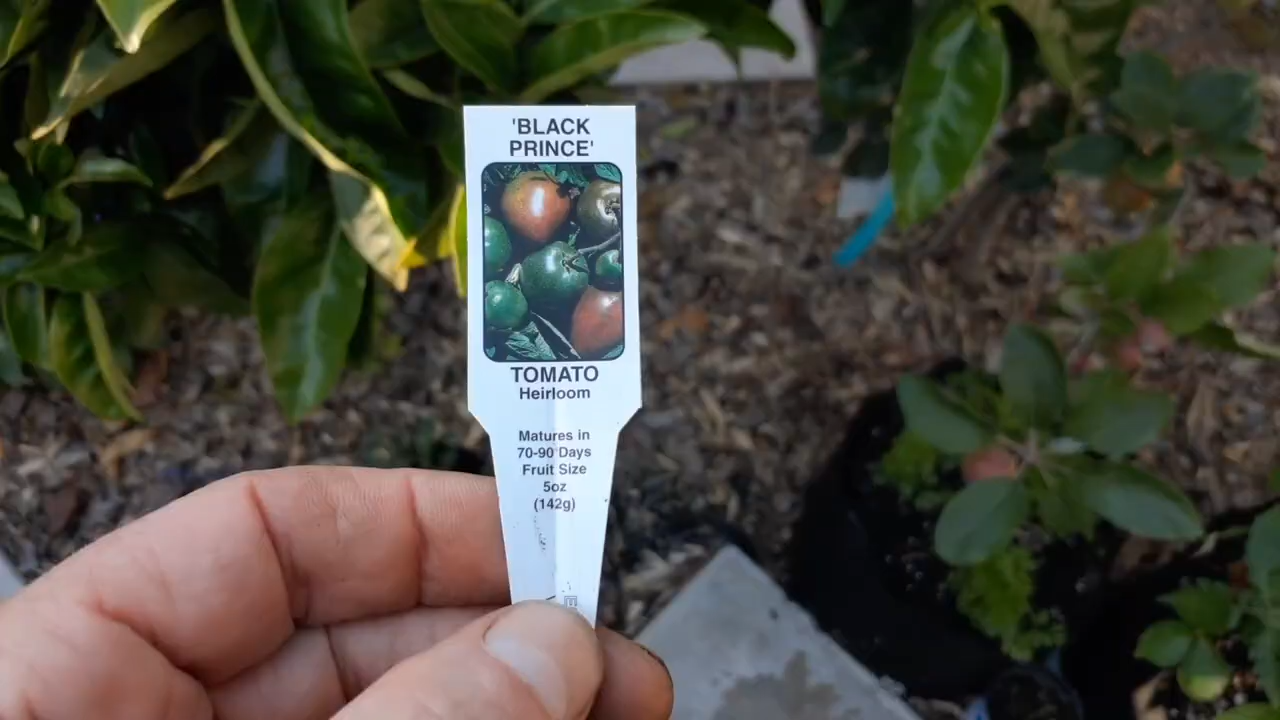 'BLACK
PRINCE'
TOMATO
Heirloom
Matures in
70-90 Days
Fruit Size
5oz
(142g)